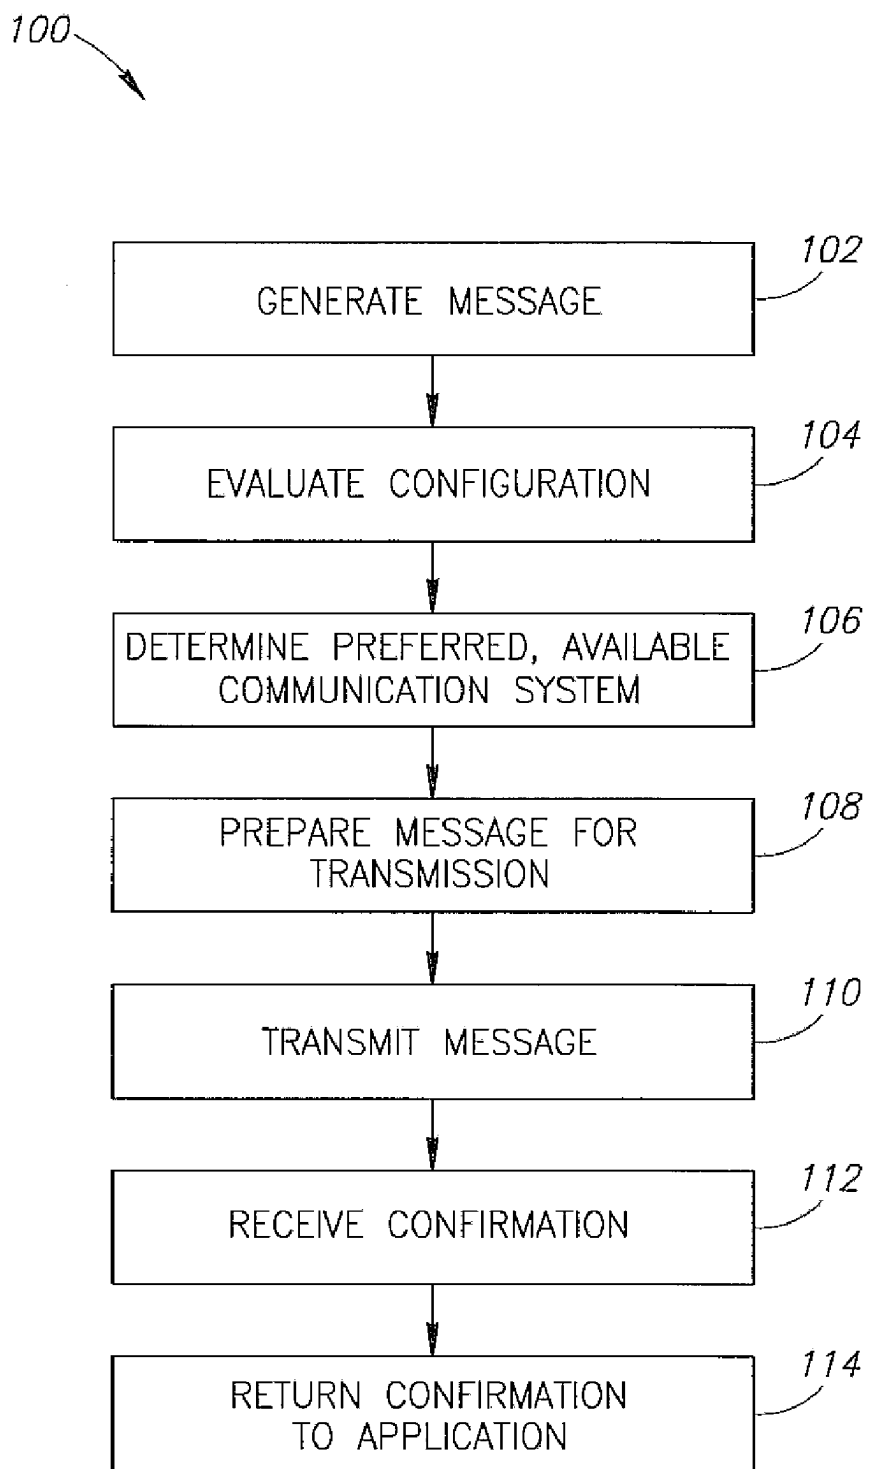 100
102
GENERATE MESSAGE
104
EVALUATE CONFIGURATION
106
DETERMINE PREFERRED, AVAILABLE
COMMUNICATION SYSTEM
108
PREPARE MESSAGE FOR
TRANSMISSION
110
TRANSMIT MESSAGE
112
RECEIVE CONFIRMATION
114
RETURN CONFIRMATION
TO APPLICATION